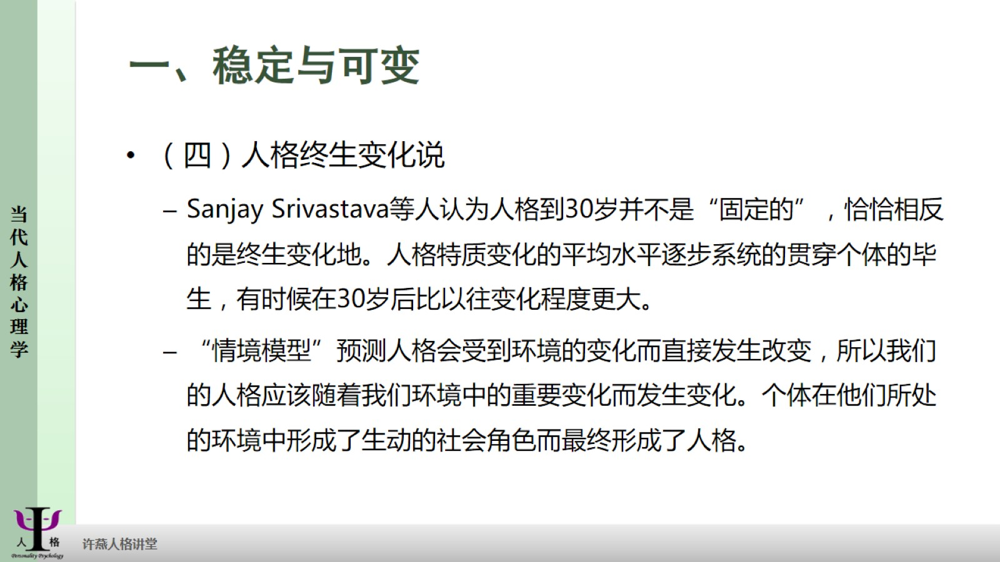 一、稳定与可变
• （四）人格终生变化说
– Sanjay Srivastava等人认为人格到30岁并不是“固定的”，恰恰相反
的是终生变化地。人格特质变化的平均水平逐步系统的贯穿个体的毕
生，有时候在30岁后比以往变化程度更大。
– “情境模型”预测人格会受到环境的变化而直接发生改变，所以我们
的人格应该随着我们环境中的重要变化而发生变化。个体在他们所处
的环境中形成了生动的社会角色而最终形成了人格。
当代人格心理学
人格
Personality Psychology
许燕人格讲堂